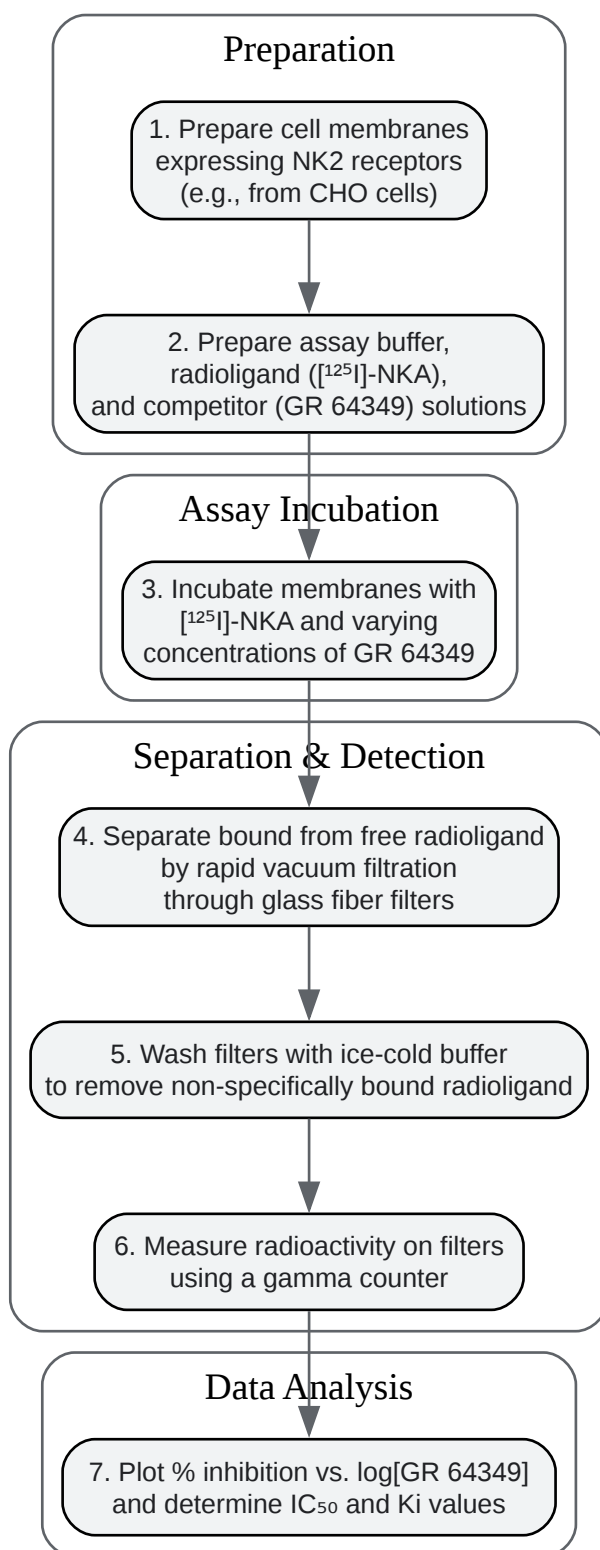 Preparation
1. Prepare cell membranes
expressing NK2 receptors
(e.g., from CHO cells)
2. Prepare assay buffer,
radioligand ([¹²⁵I]-NKA),
and competitor (GR 64349) solutions
Assay Incubation
3. Incubate membranes with
[¹²⁵I]-NKA and varying
concentrations of GR 64349
Separation & Detection
4. Separate bound from free radioligand
by rapid vacuum filtration
through glass fiber filters
5. Wash filters with ice-cold buffer
to remove non-specifically bound radioligand
6. Measure radioactivity on filters
using a gamma counter
Data Analysis
7. Plot % inhibition vs. log[GR 64349]
and determine IC₅₀ and Ki values